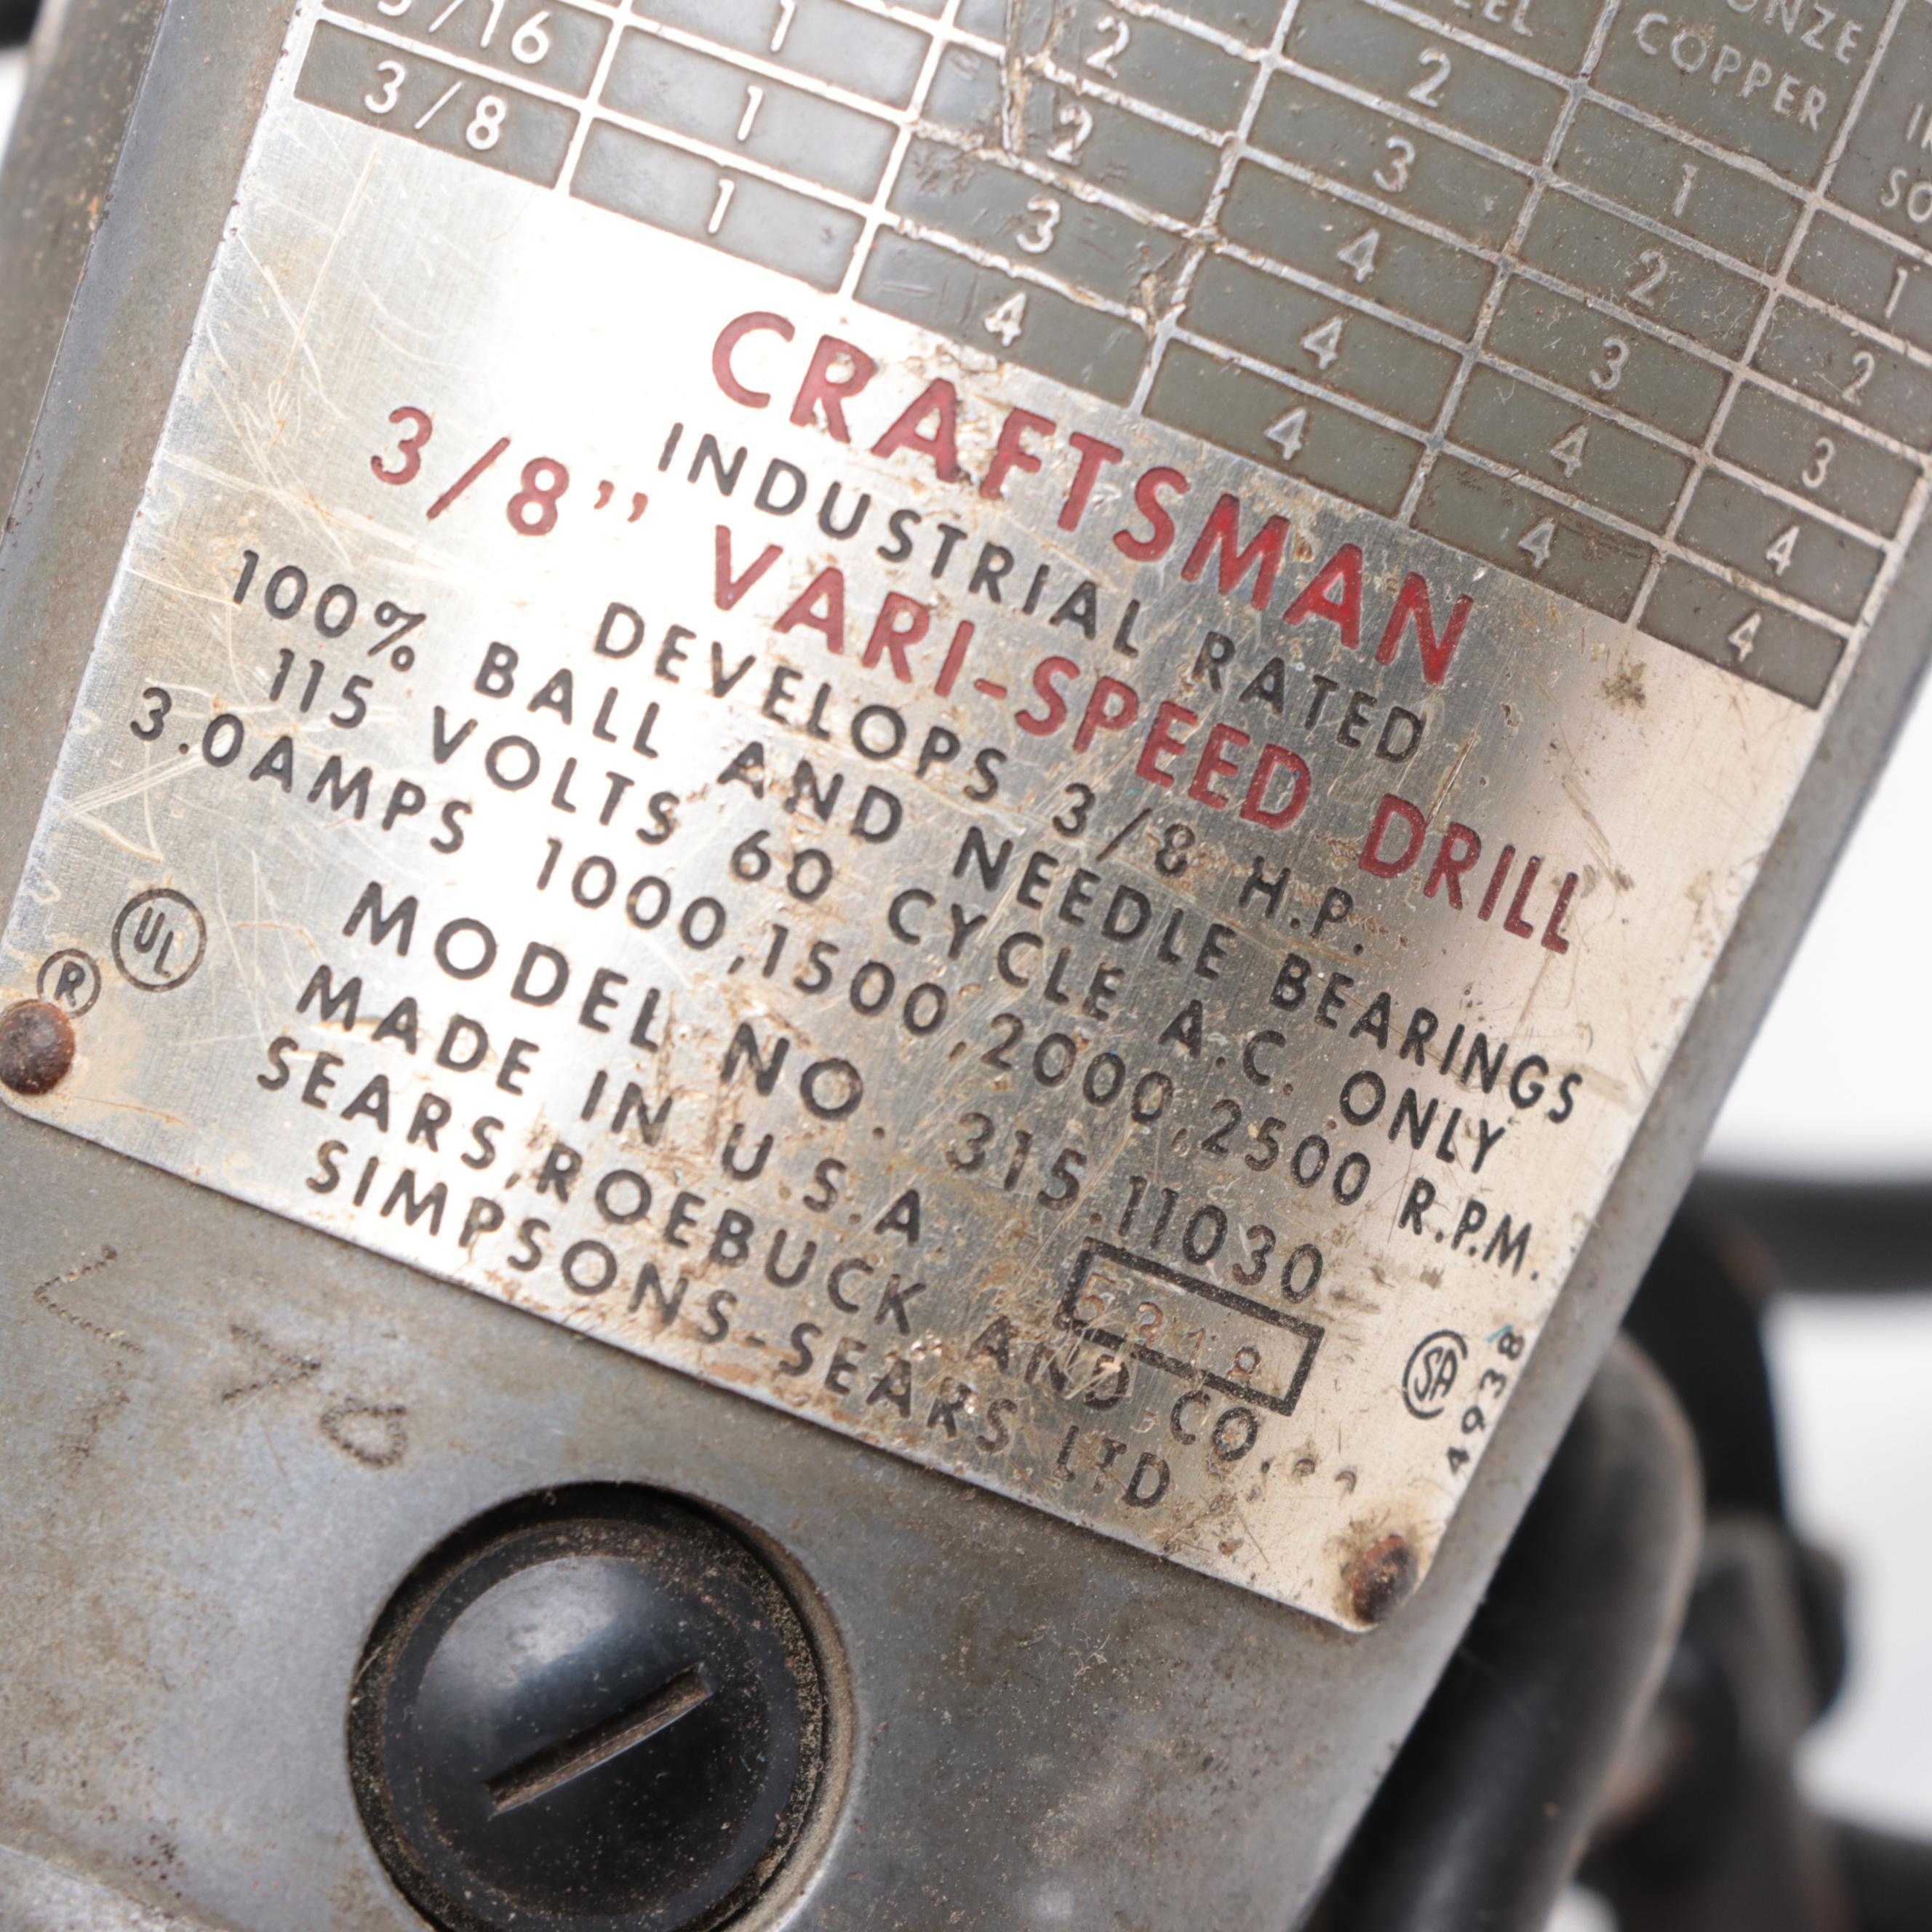 COPPER
5/16 1 2 2
3/8 1 2 3 1
1 3 4 2 1
4 4 3 2
4 4 3
4 4
4
CRAFTSMAN
INDUSTRIAL RATED
3/8" VARI-SPEED DRILL
DEVELOPS 3/8 H.P.
100% BALL AND NEEDLE BEARINGS
115 VOLTS 60 CYCLE A.C. ONLY
3.0AMPS 1000,1500,2000,2500 R.P.M.
MODEL NO. 315.11030
MADE IN U.S.A
SEARS,ROEBUCK AND CO.
SIMPSONS-SEARS LTD
UL
®
SA
4938